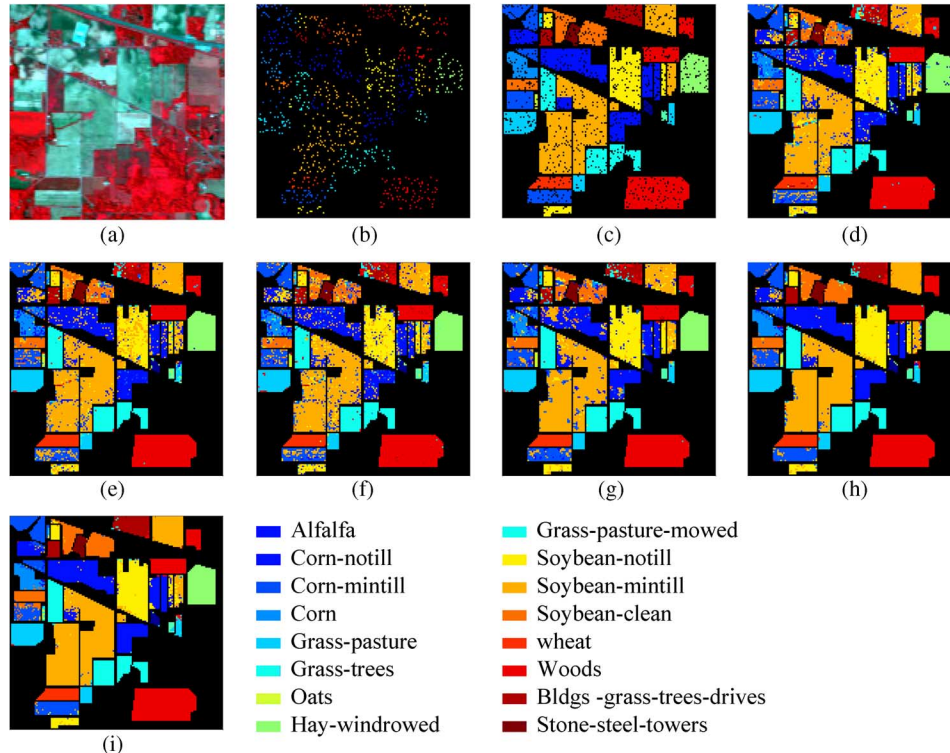 (a)
(b)
(c)
(d)
(e)
(f)
(g)
(h)
(i)
Alfalfa
Corn-notill
Corn-mintill
Corn
Grass-pasture
Grass-trees
Oats
Hay-windrowed
Grass-pasture-mowed
Soybean-notill
Soybean-mintill
Soybean-clean
wheat
Woods
Bldgs -grass-trees-drives
Stone-steel-towers